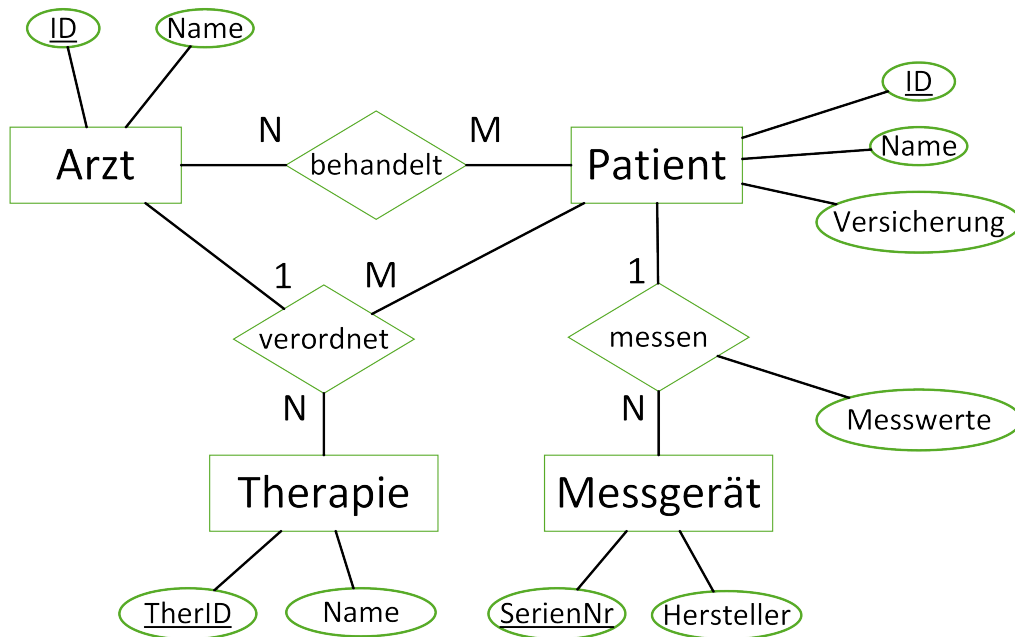 ID
Name
ID
N
M
Arzt
behandelt
Patient
Name
Versicherung
1
M
1
verordnet
messen
N
N
Messwerte
Therapie
Messgerät
TherID
Name
SerienNr
Hersteller